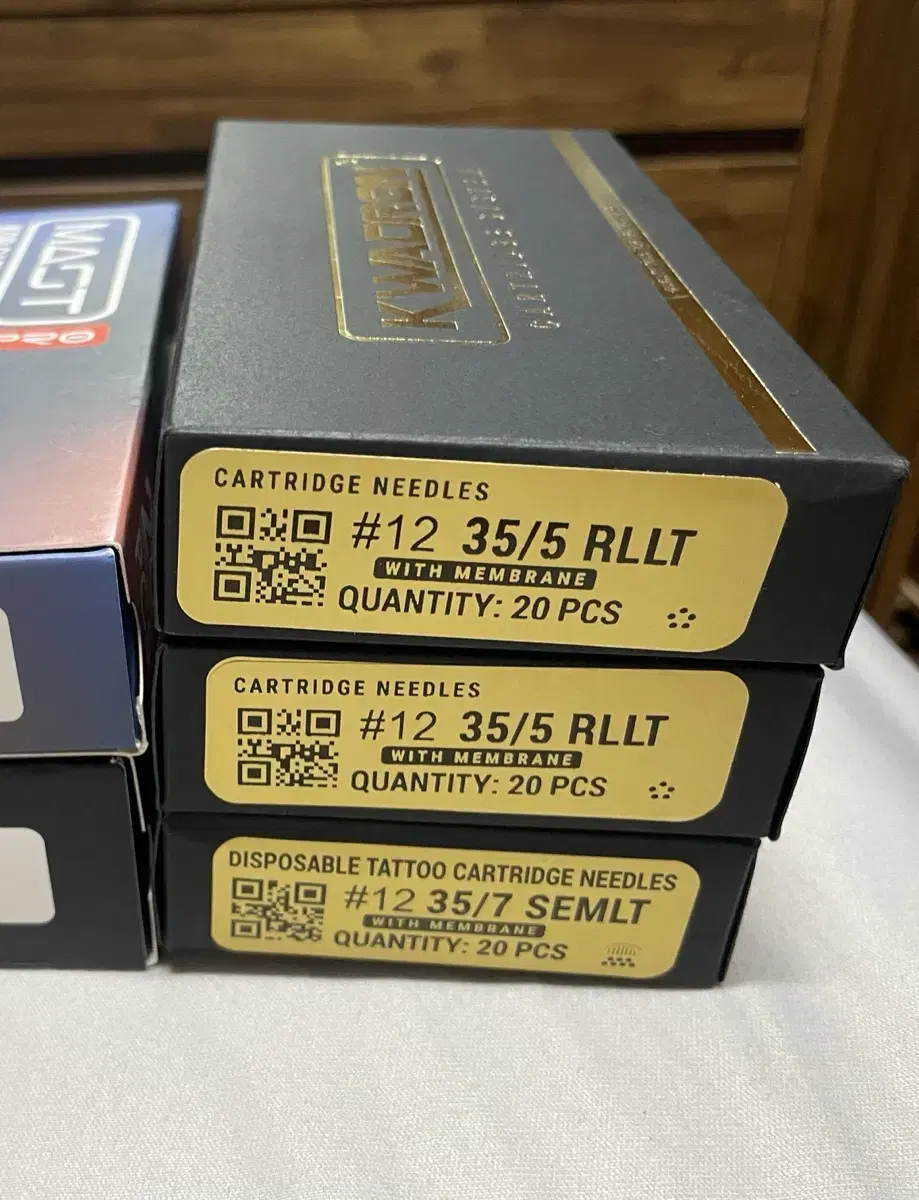 MAST
PRO
KWADRON
CARTRIDGE SYSTEM
CARTRIDGE NEEDLES
#12 35/5 RLLT
WITH MEMBRANE
QUANTITY: 20 PCS
CARTRIDGE NEEDLES
#12 35/5 RLLT
WITH MEMBRANE
QUANTITY: 20 PCS
DISPOSABLE TATTOO CARTRIDGE NEEDLES
#12 35/7 SEMLT
WITH MEMBRANE
QUANTITY: 20 PCS